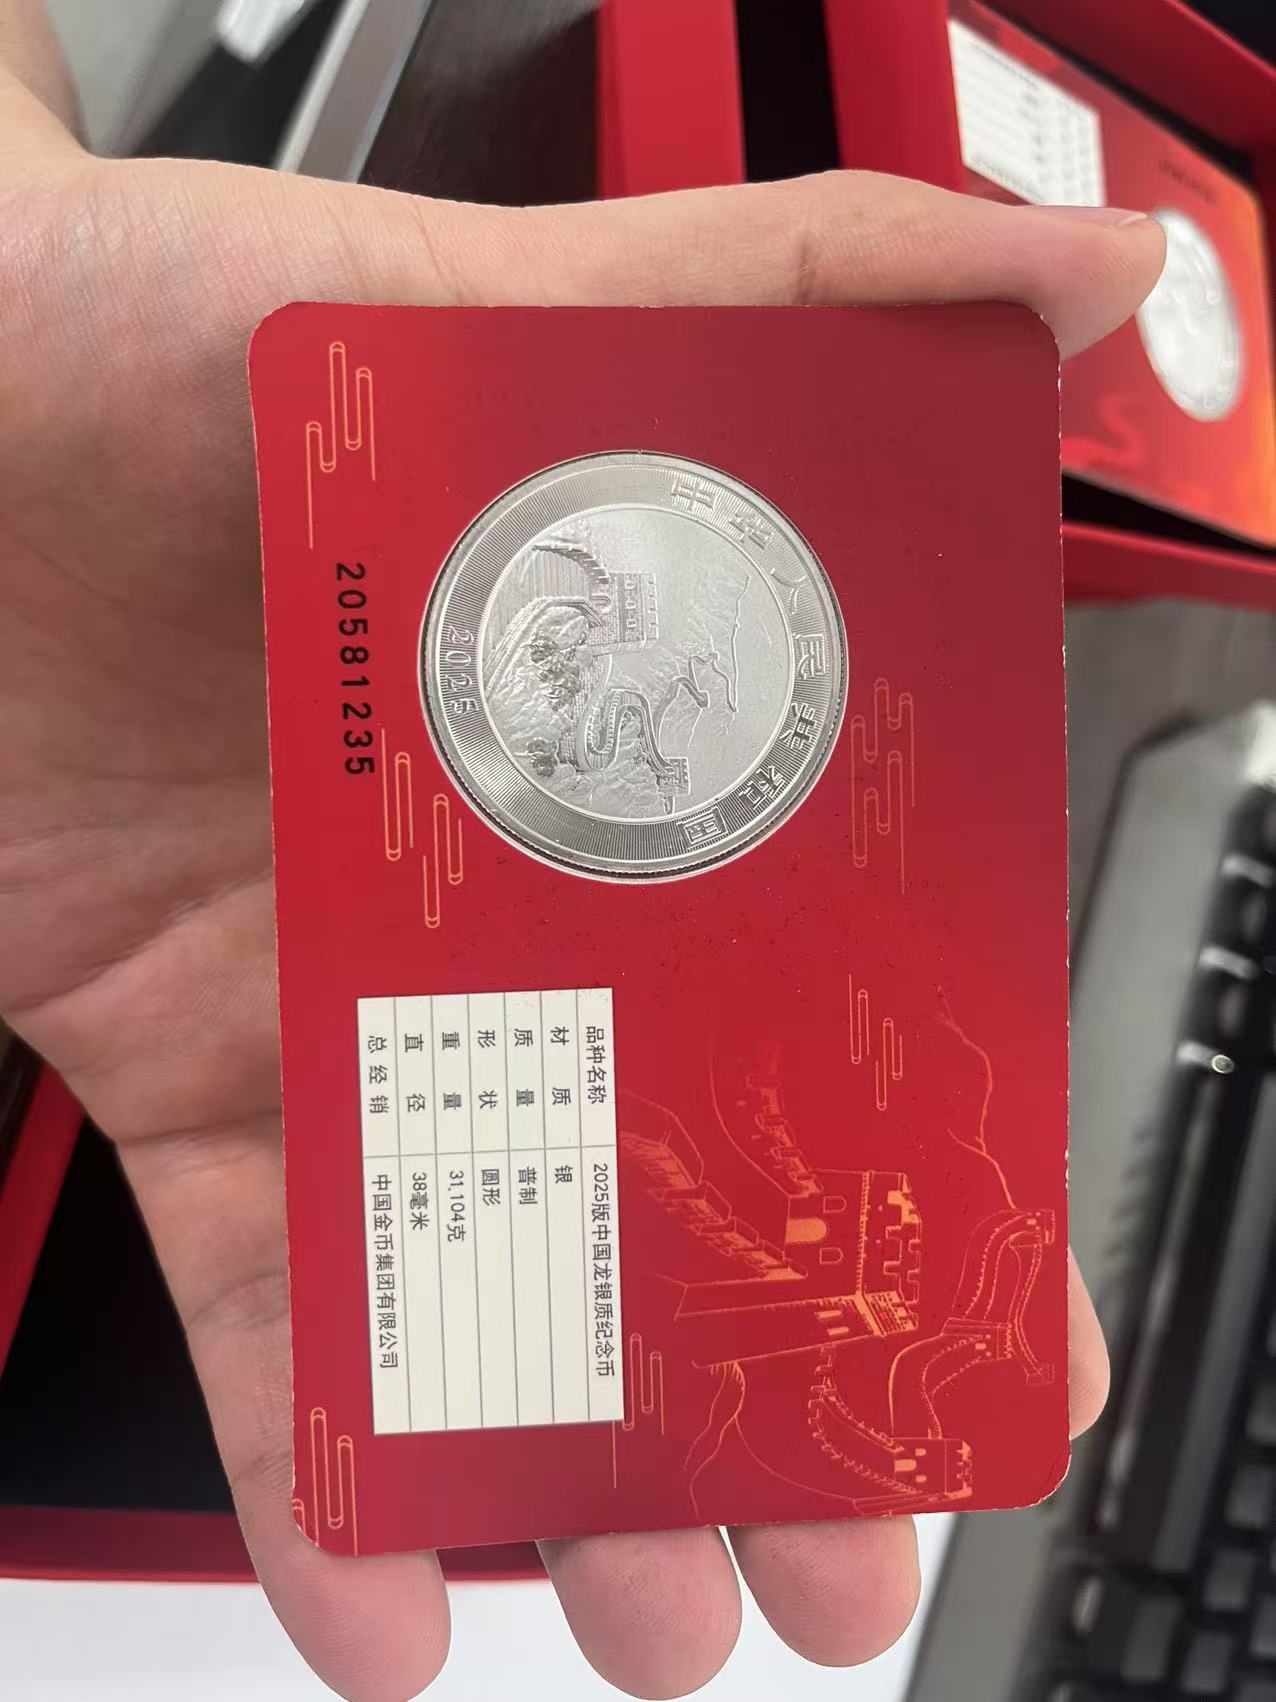 中华人民共和国
2025
20581235
品种名称 2025版中国龙银质纪念币
材质 银
质量 普制
形状 圆形
重量 31.104克
直径 38毫米
总经销 中国金币集团有限公司